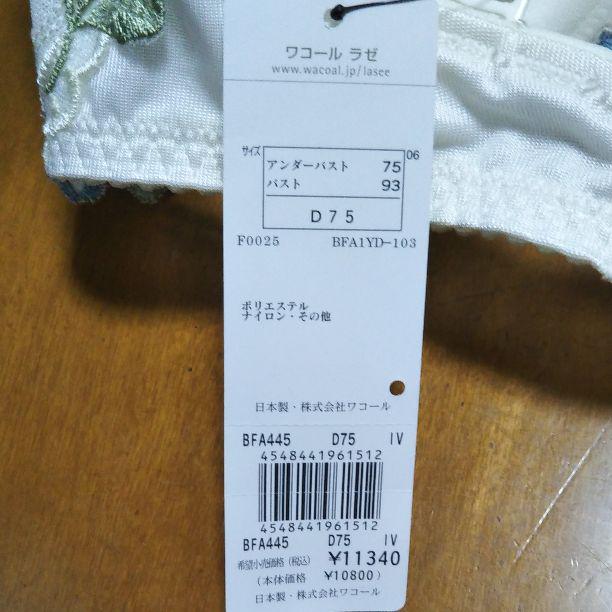 ワコール ラゼ
www.wacoal.jp/lasee
サイズ
06
アンダーバスト 75
バスト 93
D75
F0025 BFA1YD-103
ポリエステル
ナイロン・その他
日本製・株式会社ワコール
BFA445 D75 IV
4548441961512
4548441961512
BFA445 D75 IV
希望小売価格(税込) ¥11340
(本体価格 ¥10800)
日本製・株式会社ワコール